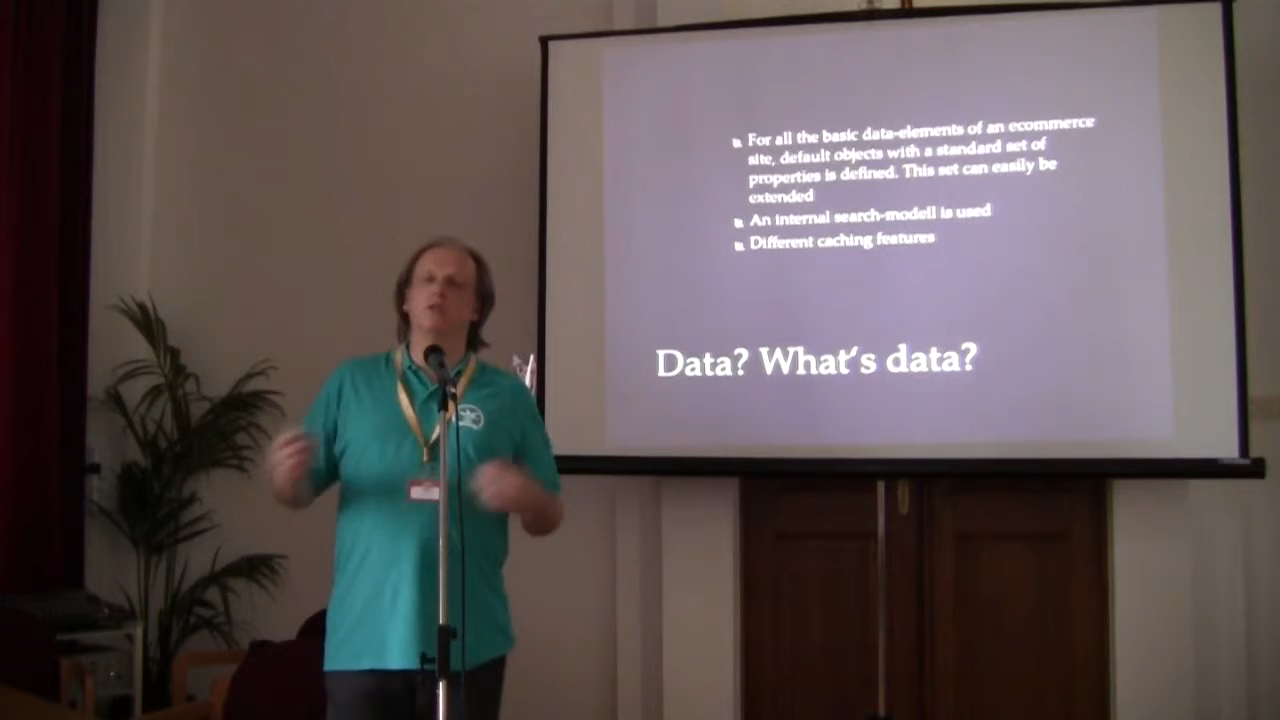 For all the basic data-elements of an ecommerce
site, default objects with a standard set of
properties is defined. This set can easily be
extended
An internal search-modell is used
Different caching features
Data? What's data?